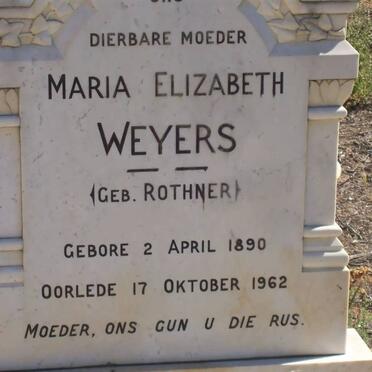 ONS
DIERBARE MOEDER
MARIA ELIZABETH
WEYERS
(GEB. ROTHNER)
GEBORE 2 APRIL 1890
OORLEDE 17 OKTOBER 1962
MOEDER, ONS GUN U DIE RUS.